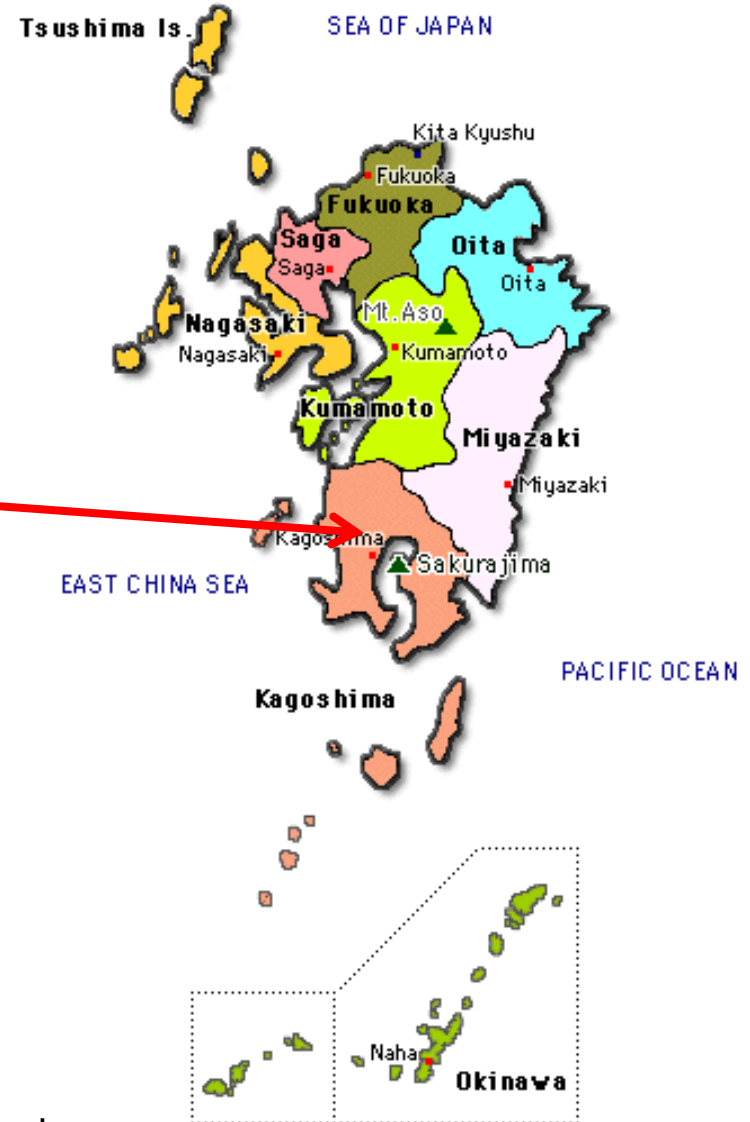 Tsushima Is.
SEA OF JAPAN
Kita Kyushu
Fukuoka
Fukuoka
Saga
Oita
Saga
Oita
Mt.Aso
Nagasaki
Nagasaki
Kumamoto
Kumamoto
Miyazaki
Miyazaki
Kagoshima
Sakurajima
EAST CHINA SEA
PACIFIC OCEAN
Kagoshima
Naha
Okinawa